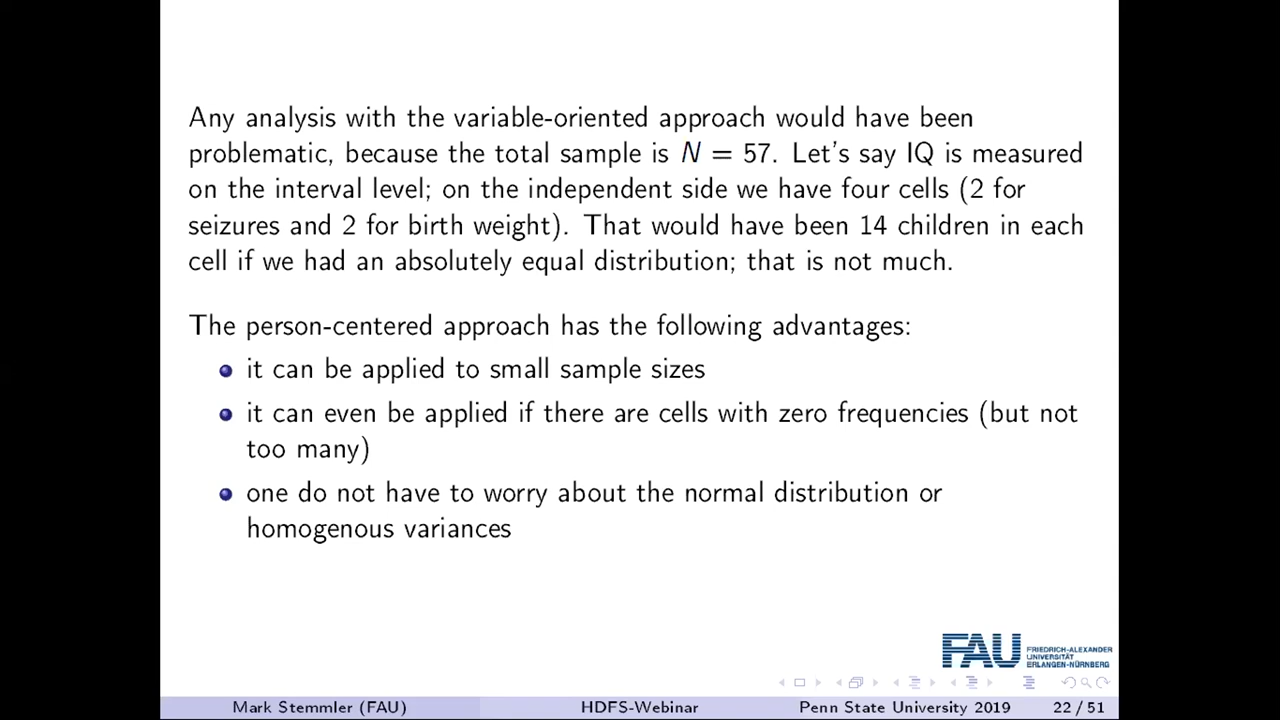 Any analysis with the variable-oriented approach would have been
problematic, because the total sample is N = 57. Let's say IQ is measured
on the interval level; on the independent side we have four cells (2 for
seizures and 2 for birth weight). That would have been 14 children in each
cell if we had an absolutely equal distribution; that is not much.
The person-centered approach has the following advantages:
it can be applied to small sample sizes
it can even be applied if there are cells with zero frequencies (but not
too many)
one do not have to worry about the normal distribution or
homogenous variances
FAU
FRIEDRICH-ALEXANDER
UNIVERSITÄT
ERLANGEN-NÜRNBERG
Mark Stemmler (FAU) HDFS-Webinar Penn State University 2019 22 / 51